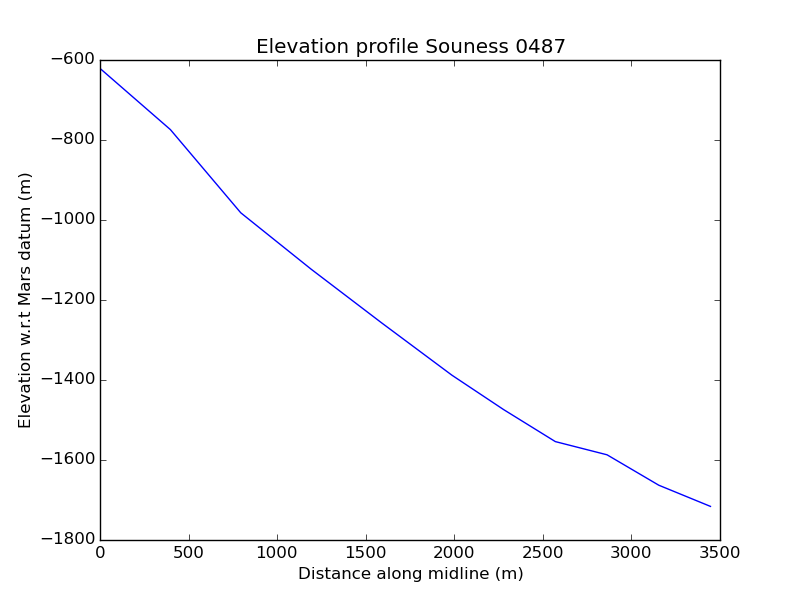 Elevation profile Souness 0487
−600
−800
−1000
−1200
−1400
−1600
−1800
Elevation w.r.t Mars datum (m)
0 500 1000 1500 2000 2500 3000 3500
Distance along midline (m)